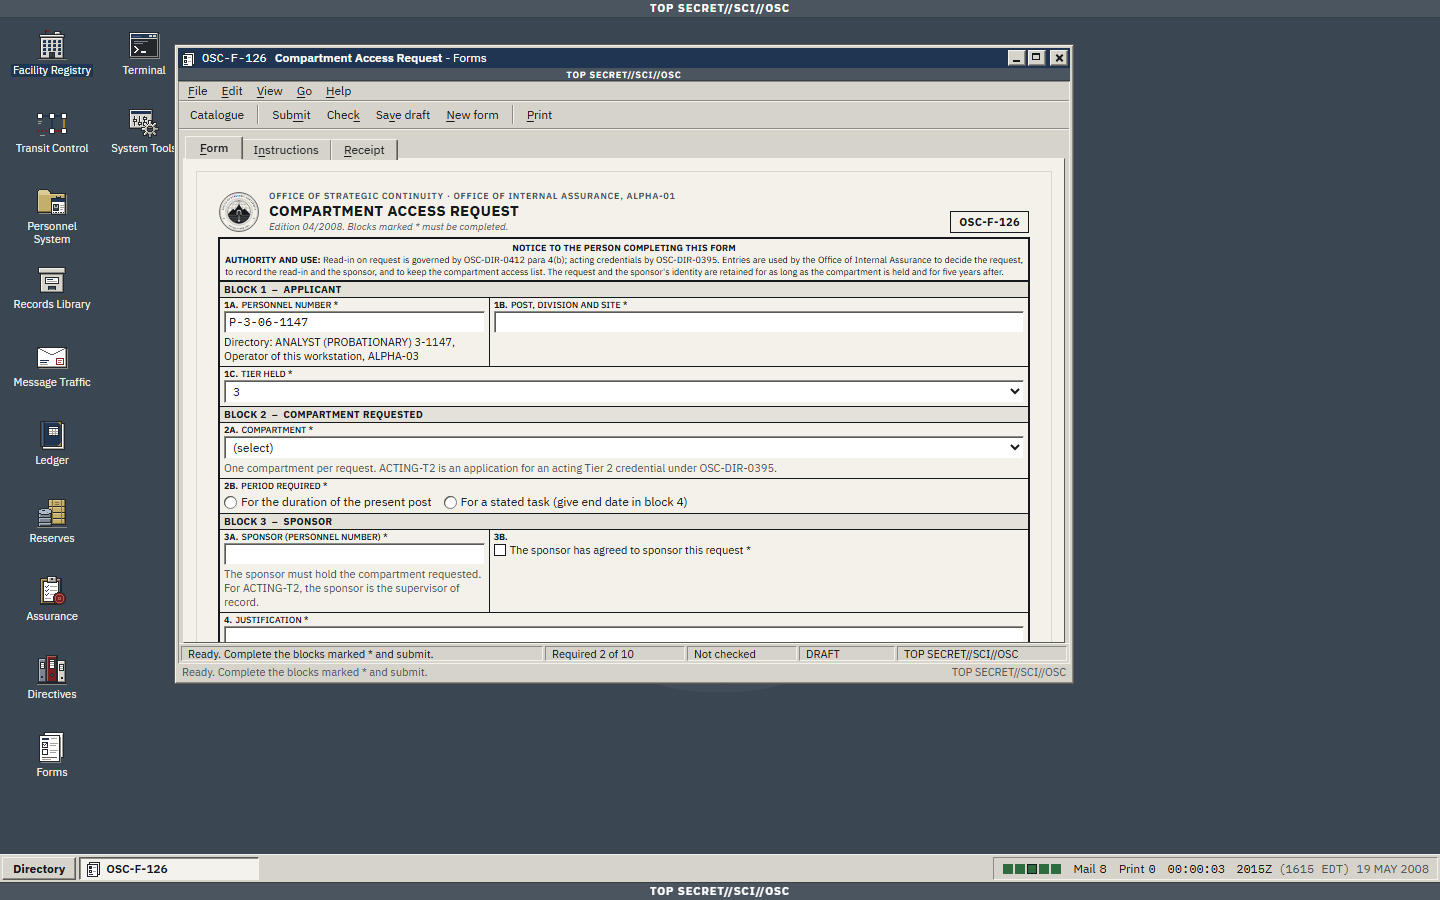 TOP SECRET//SCI//OSC
Facility Registry
Terminal
Transit Control
System Tools
Personnel System
Records Library
Message Traffic
Ledger
Reserves
Assurance
Directives
Forms
OSC-F-126 Compartment Access Request - Forms
TOP SECRET//SCI//OSC
File Edit View Go Help
Catalogue Submit Check Save draft New form Print
Form Instructions Receipt
OFFICE OF STRATEGIC CONTINUITY · OFFICE OF INTERNAL ASSURANCE, ALPHA-01
COMPARTMENT ACCESS REQUEST
Edition 04/2008. Blocks marked * must be completed.
OSC-F-126
NOTICE TO THE PERSON COMPLETING THIS FORM
AUTHORITY AND USE: Read-in on request is governed by OSC-DIR-0412 para 4(b); acting credentials by OSC-DIR-0395. Entries are used by the Office of Internal Assurance to decide the request,
to record the read-in and the sponsor, and to keep the compartment access list. The request and the sponsor's identity are retained for as long as the compartment is held and for five years after.
BLOCK 1 – APPLICANT
1A. PERSONNEL NUMBER *
P-3-06-1147
Directory: ANALYST (PROBATIONARY) 3-1147,
Operator of this workstation, ALPHA-03
1B. POST, DIVISION AND SITE *
1C. TIER HELD *
3
BLOCK 2 – COMPARTMENT REQUESTED
2A. COMPARTMENT *
(select)
One compartment per request. ACTING-T2 is an application for an acting Tier 2 credential under OSC-DIR-0395.
2B. PERIOD REQUIRED *
For the duration of the present post For a stated task (give end date in block 4)
BLOCK 3 – SPONSOR
3A. SPONSOR (PERSONNEL NUMBER) *
The sponsor must hold the compartment requested.
For ACTING-T2, the sponsor is the supervisor of
record.
3B.
The sponsor has agreed to sponsor this request *
4. JUSTIFICATION *
Ready. Complete the blocks marked * and submit. Required 2 of 10 Not checked DRAFT TOP SECRET//SCI//OSC
Ready. Complete the blocks marked * and submit. TOP SECRET//SCI//OSC
Directory OSC-F-126 Mail 8 Print 0 00:00:03 2015Z (1615 EDT) 19 MAY 2008
TOP SECRET//SCI//OSC